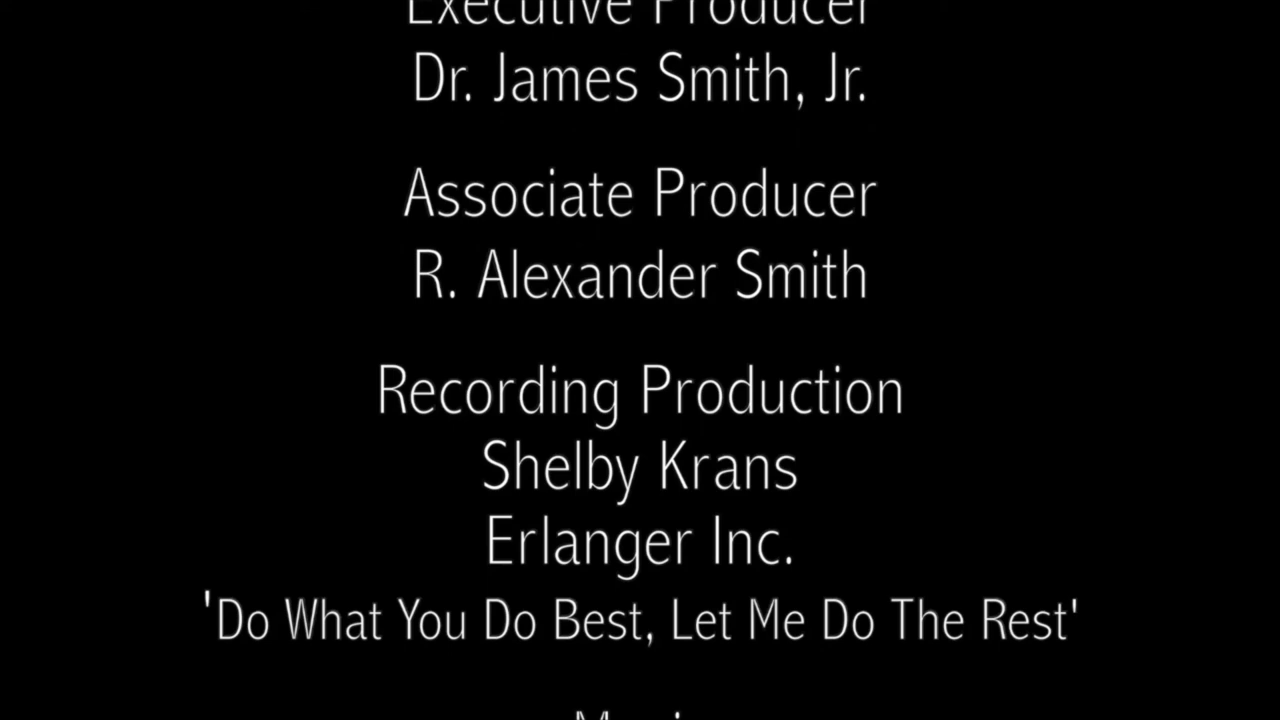 Executive Producer
Dr. James Smith, Jr.
Associate Producer
R. Alexander Smith
Recording Production
Shelby Krans
Erlanger Inc.
'Do What You Do Best, Let Me Do The Rest'